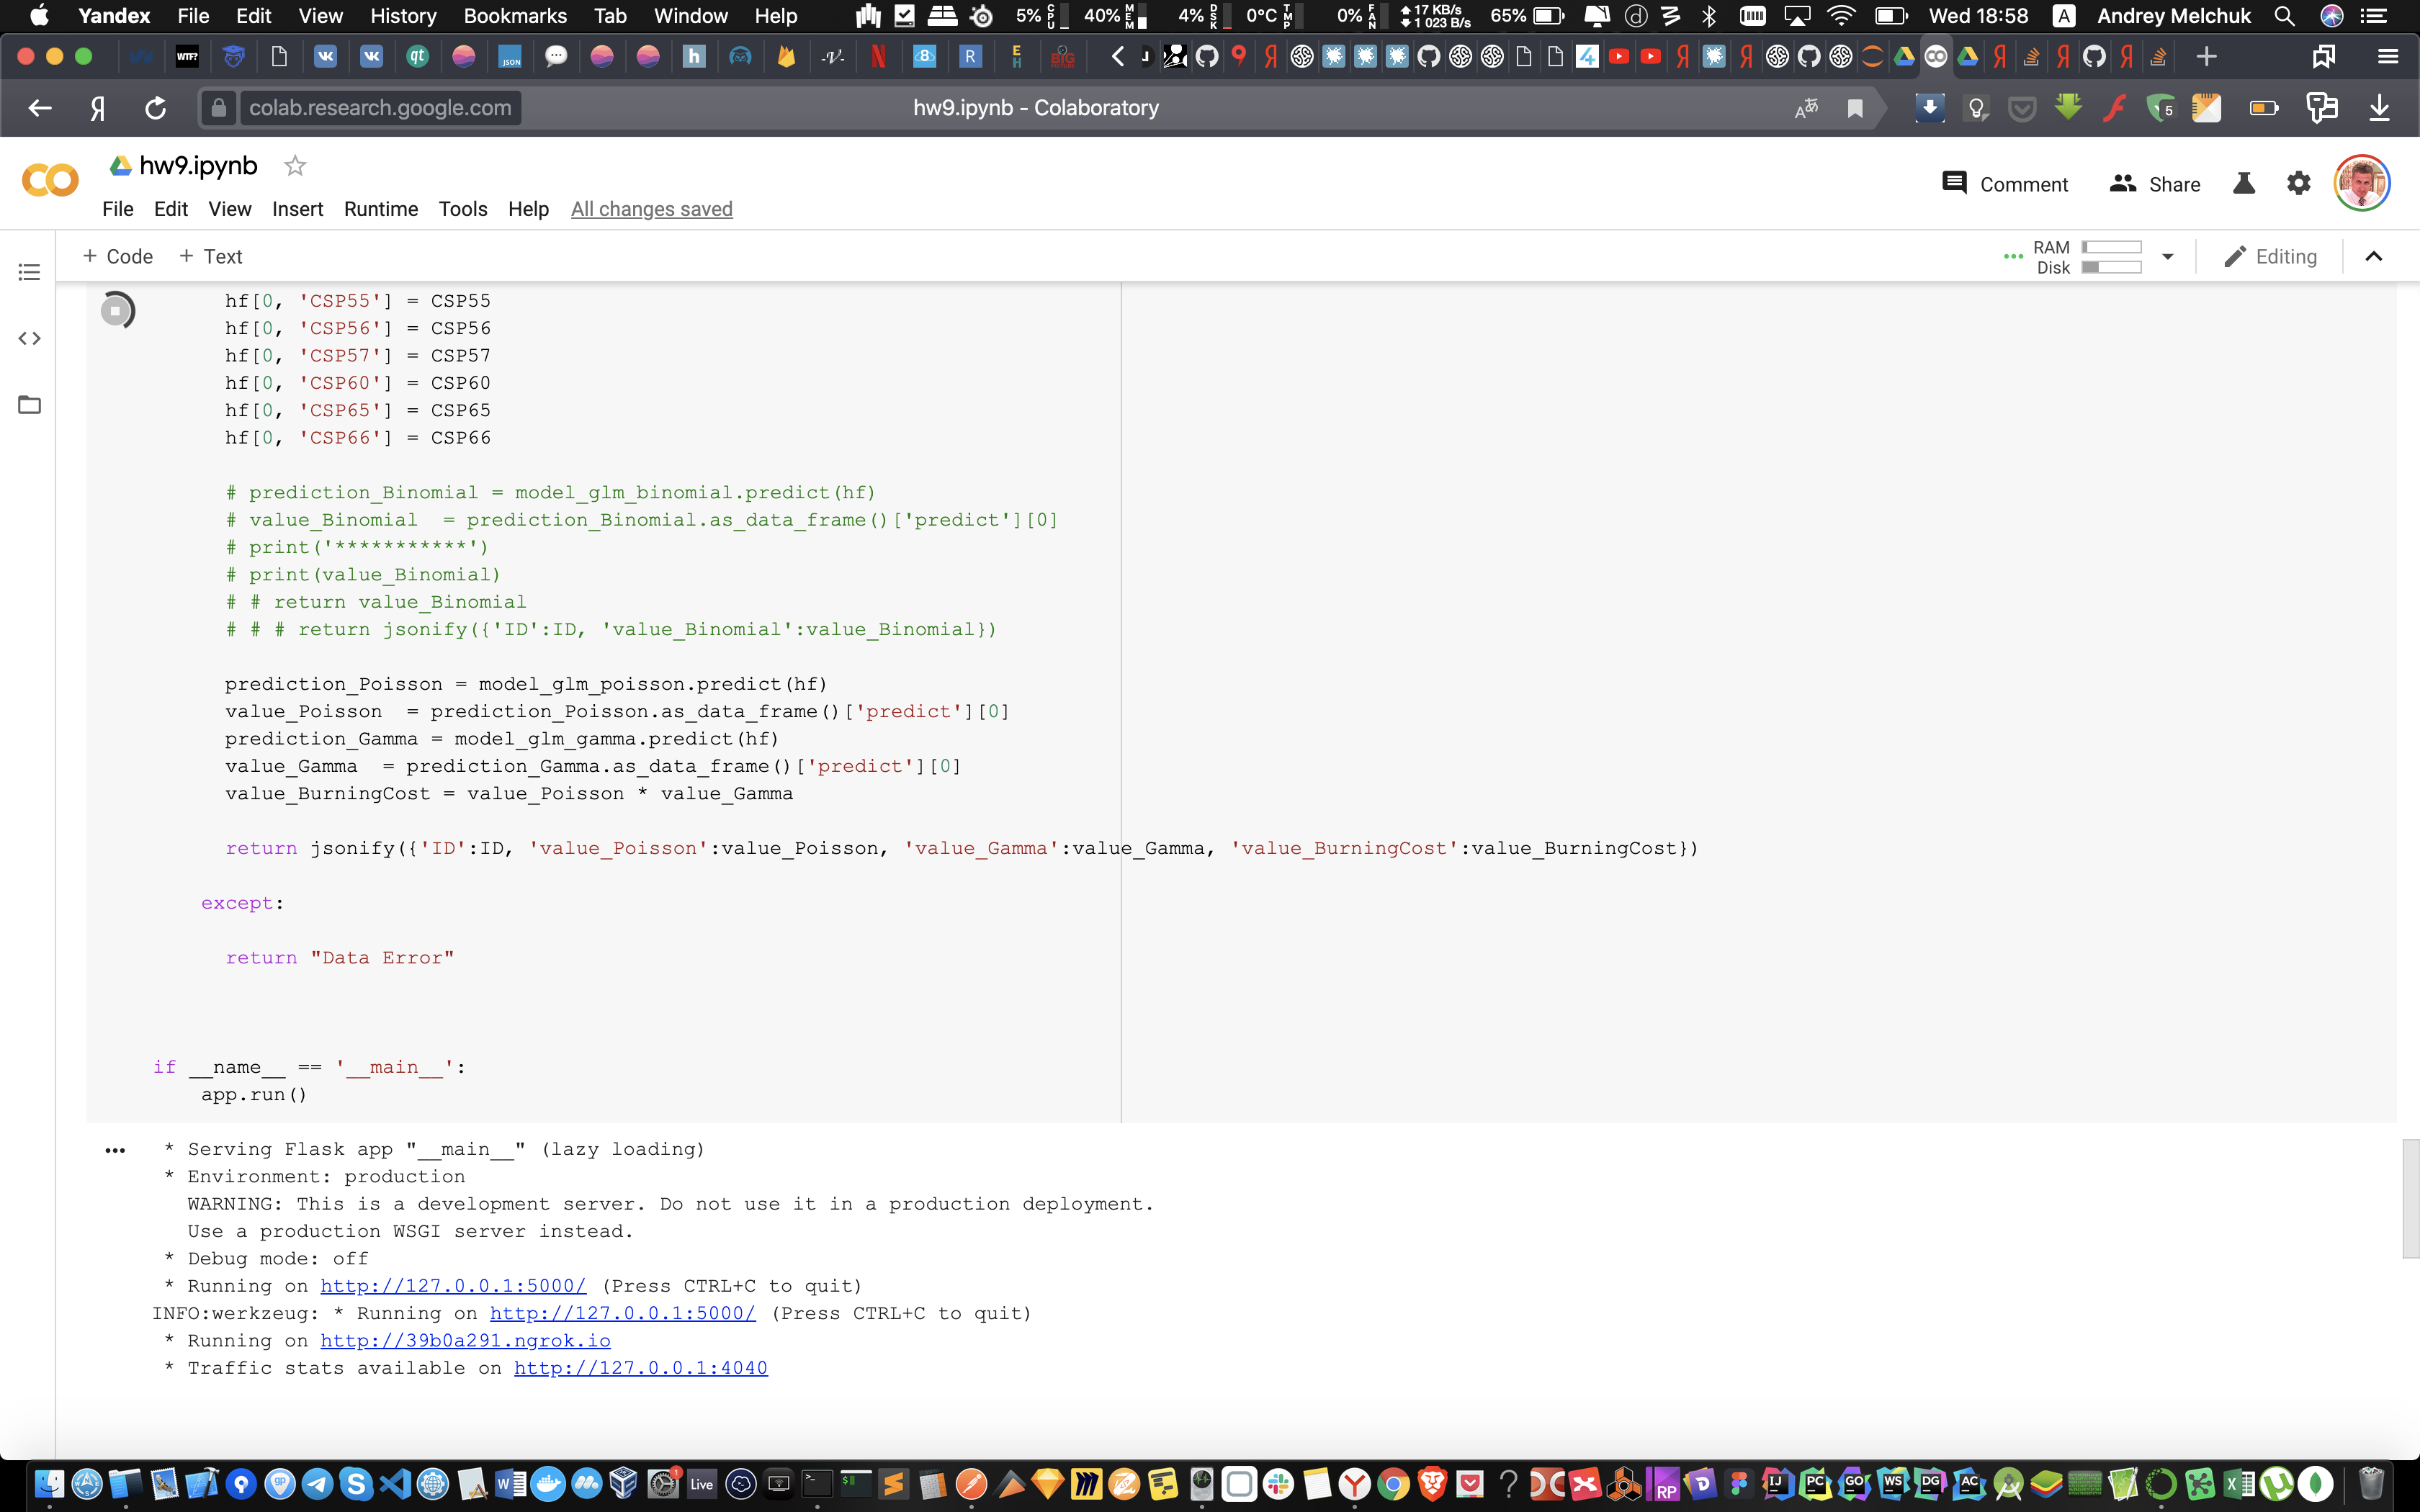 Yandex File Edit View History Bookmarks Tab Window Help 5% CPU 40% MEM 4% DSK 0°C TMP 0% FAN 17 KB/s 1 023 B/s 65% Wed 18:58 A Andrey Melchuk
colab.research.google.com hw9.ipynb - Colaboratory
hw9.ipynb
Comment Share
File Edit View Insert Runtime Tools Help All changes saved
+ Code + Text RAM Disk Editing
hf[0, 'CSP55'] = CSP55
hf[0, 'CSP56'] = CSP56
hf[0, 'CSP57'] = CSP57
hf[0, 'CSP60'] = CSP60
hf[0, 'CSP65'] = CSP65
hf[0, 'CSP66'] = CSP66
# prediction_Binomial = model_glm_binomial.predict(hf)
# value_Binomial  = prediction_Binomial.as_data_frame()['predict'][0]
# print('***********')
# print(value_Binomial)
# # return value_Binomial
# # # return jsonify({'ID':ID, 'value_Binomial':value_Binomial})
prediction_Poisson = model_glm_poisson.predict(hf)
value_Poisson  = prediction_Poisson.as_data_frame()['predict'][0]
prediction_Gamma = model_glm_gamma.predict(hf)
value_Gamma  = prediction_Gamma.as_data_frame()['predict'][0]
value_BurningCost = value_Poisson * value_Gamma
return jsonify({'ID':ID, 'value_Poisson':value_Poisson, 'value_Gamma':value_Gamma, 'value_BurningCost':value_BurningCost})
except:
return "Data Error"
if __name__ == '__main__':
app.run()
* Serving Flask app "__main__" (lazy loading)
* Environment: production
WARNING: This is a development server. Do not use it in a production deployment.
Use a production WSGI server instead.
* Debug mode: off
* Running on http://127.0.0.1:5000/ (Press CTRL+C to quit)
INFO:werkzeug: * Running on http://127.0.0.1:5000/ (Press CTRL+C to quit)
* Running on http://39b0a291.ngrok.io
* Traffic stats available on http://127.0.0.1:4040